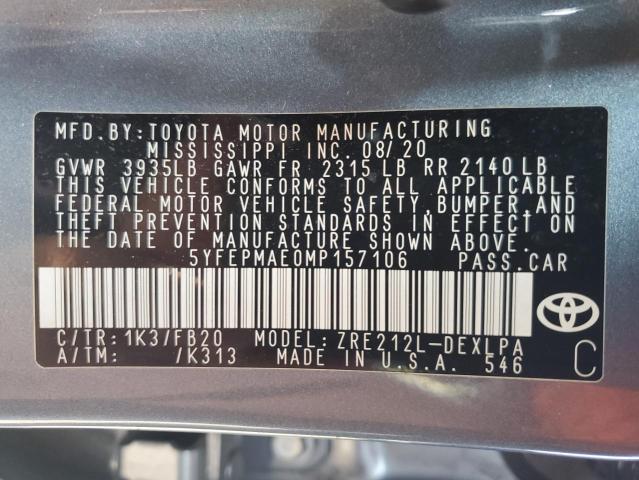 MFD.BY:TOYOTA MOTOR MANUFACTURING
MISSISSIPPI INC. 08/20
GVWR 3935LB GAWR FR 2315 LB RR 2140 LB
THIS VEHICLE CONFORMS TO ALL APPLICABLE
FEDERAL MOTOR VEHICLE SAFETY,BUMPER,AND
THEFT PREVENTION STANDARDS IN EFFECT ON
THE DATE OF MANUFACTURE SHOWN ABOVE.
5YFEPMAE0MP157106 PASS.CAR
C/TR:1K3/FB20 MODEL:ZRE212L-DEXLPA
A/TM: /K313 MADE IN U.S.A. 546
C